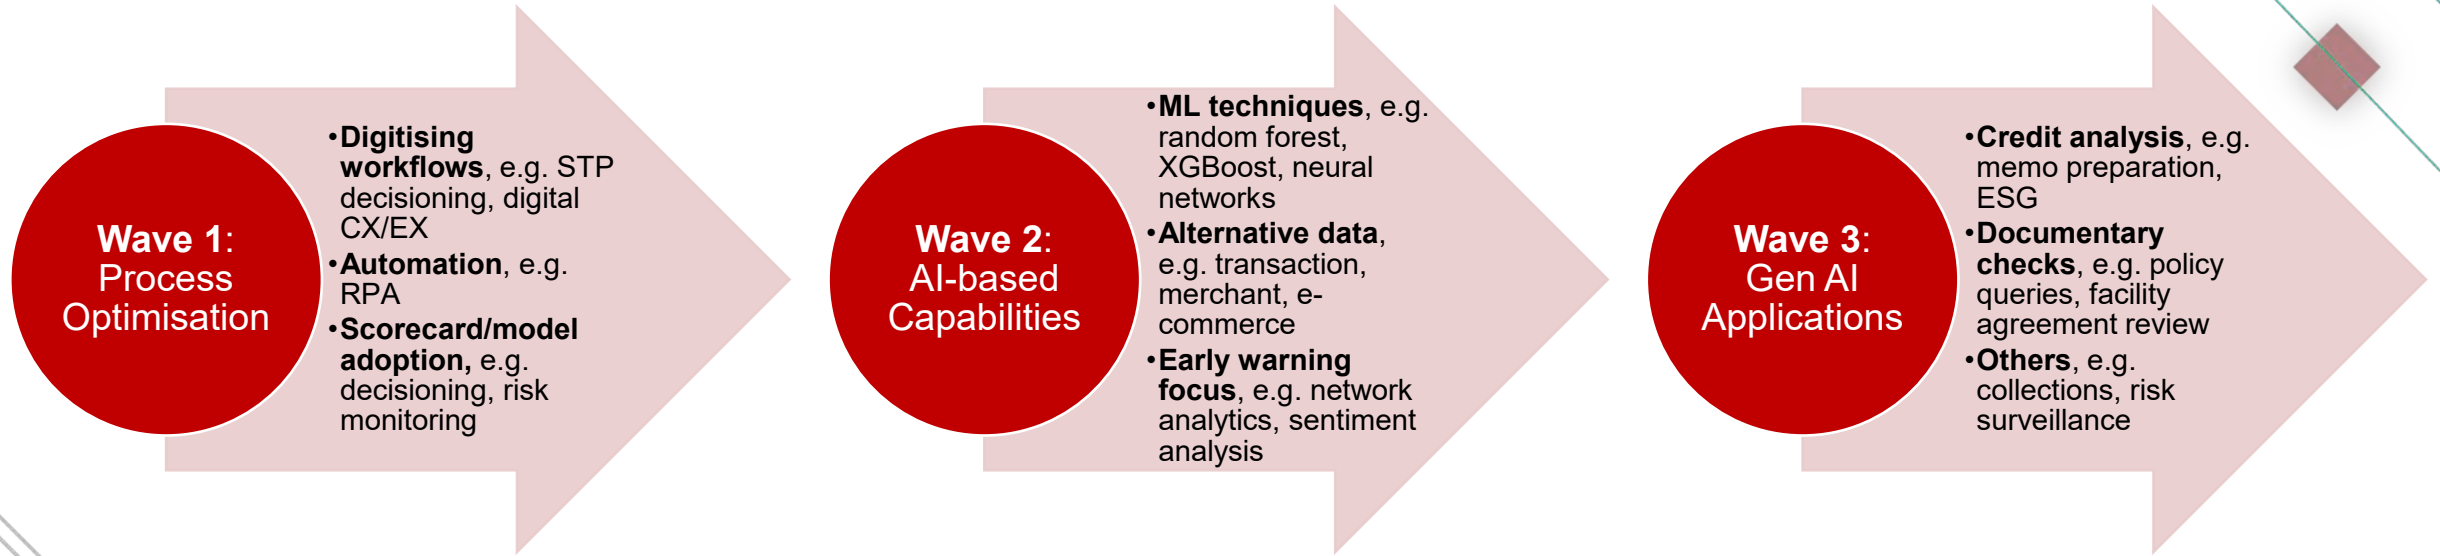 Wave 1:
Process
Optimisation
•Digitising
workflows, e.g. STP
decisioning, digital
CX/EX
•Automation, e.g.
RPA
•Scorecard/model
adoption, e.g.
decisioning, risk
monitoring
Wave 2:
AI-based
Capabilities
•ML techniques, e.g.
random forest,
XGBoost, neural
networks
•Alternative data,
e.g. transaction,
merchant, e-
commerce
•Early warning
focus, e.g. network
analytics, sentiment
analysis
Wave 3:
Gen AI
Applications
•Credit analysis, e.g.
memo preparation,
ESG
•Documentary
checks, e.g. policy
queries, facility
agreement review
•Others, e.g.
collections, risk
surveillance